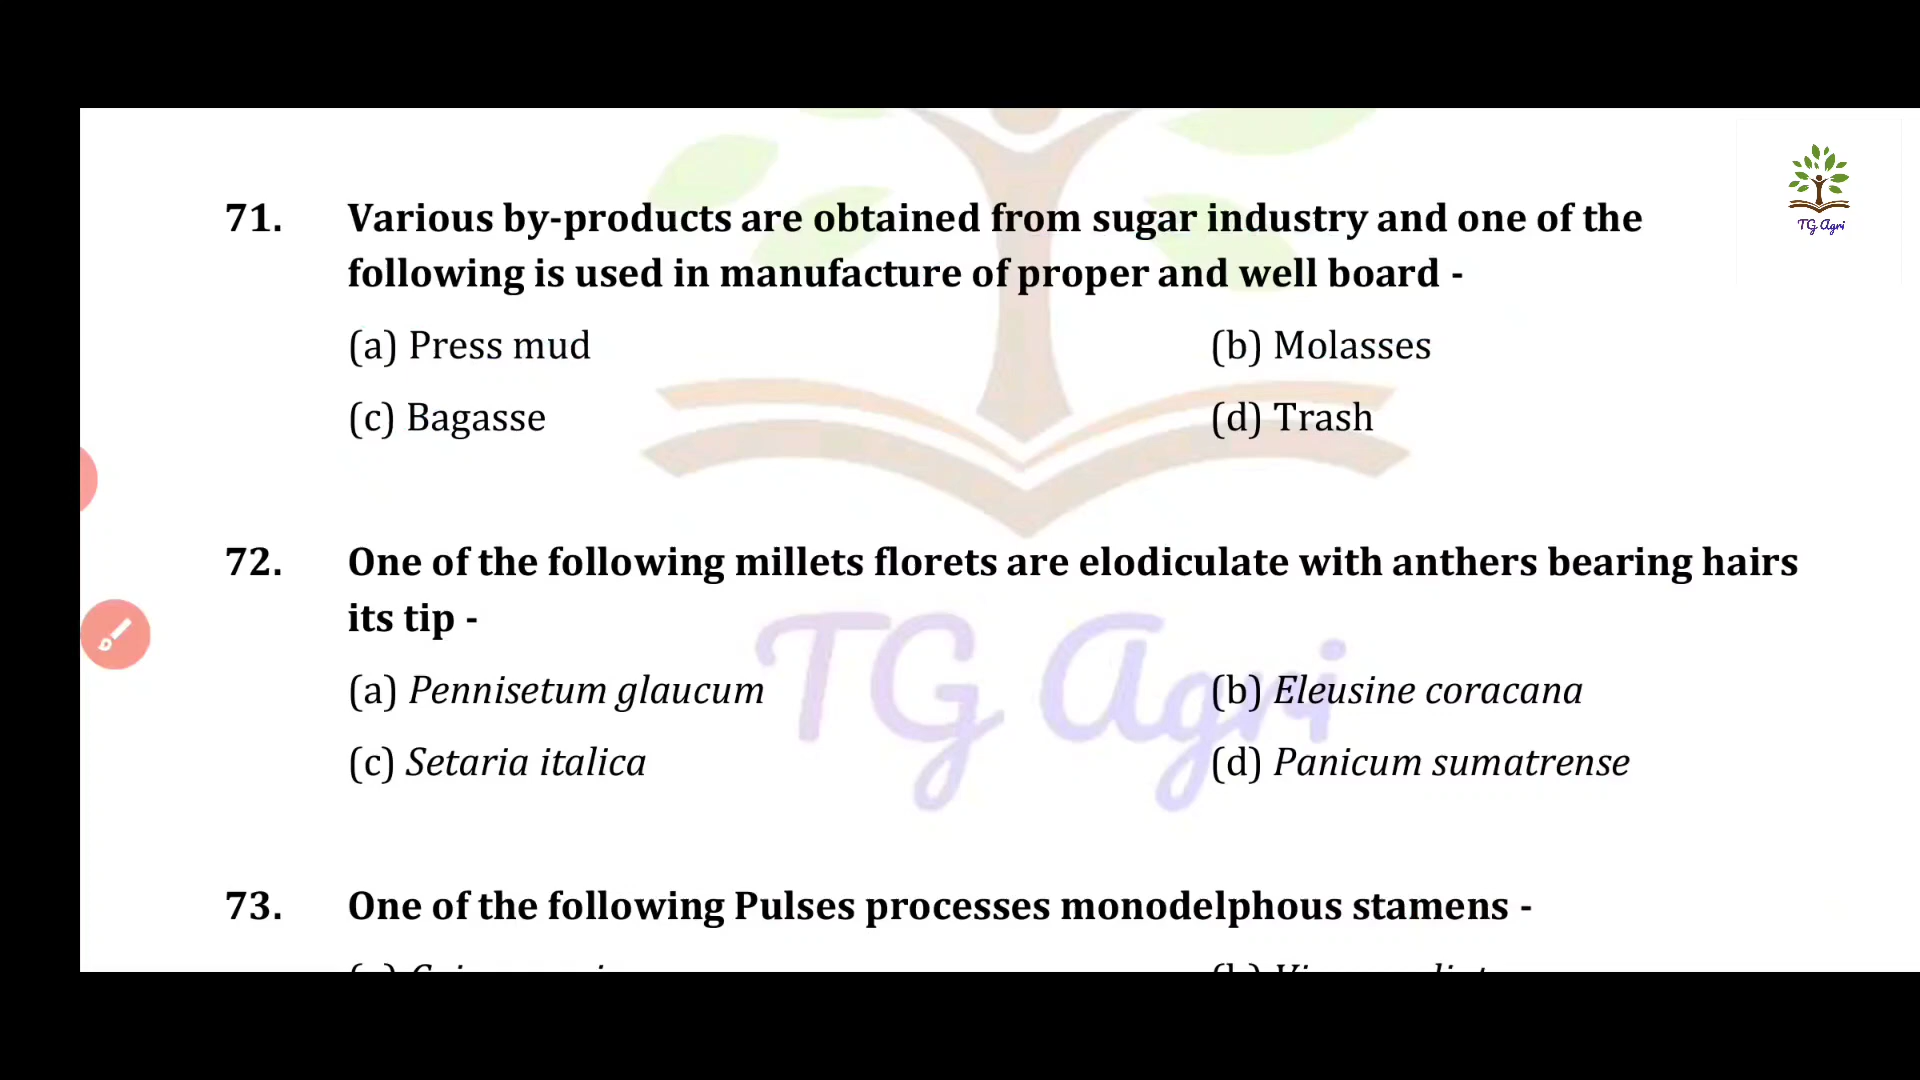 TG Agri
71. Various by-products are obtained from sugar industry and one of the
following is used in manufacture of proper and well board -
(a) Press mud (b) Molasses
(c) Bagasse (d) Trash
72. One of the following millets florets are elodiculate with anthers bearing hairs
its tip -
TG Agri
(a) Pennisetum glaucum (b) Eleusine coracana
(c) Setaria italica (d) Panicum sumatrense
73. One of the following Pulses processes monodelphous stamens -